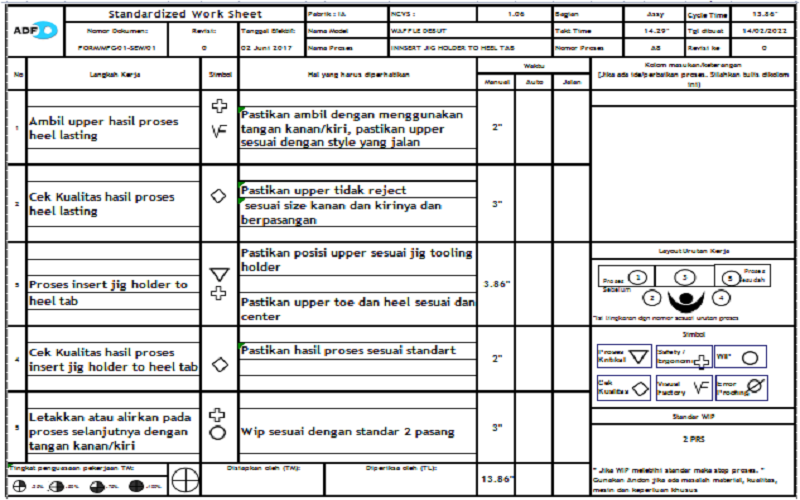 ADF
Standardized Work Sheet
Pabrik : IA
NCVS :
1.06
Bagian
Assy
Cycle Time
13.86"
Nomor Dokumen:
Revisi:
Tanggal Efektif:
Nama Model
WAFFLE DEBUT
Takt Time
14.29"
Tgl dibuat
14/02/2022
FORM/MFG01-SEW/01
0
02 Juni 2017
Nama Proses
INNSERT JIG HOLDER TO HEEL TAB
Nomor Proses
Revisi ke
0
No
Langkah Kerja
Simbol
Hal yang harus diperhatikan
Waktu
Manual
Auto
Jalan
Kolom masukan/keterangan
(Jika ada ide/perbaikan proses. Silahkan tulis dikolom
ini)
1
Ambil upper hasil proses
heel lasting
VF
Pastikan ambil dengan menggunakan
tangan kanan/kiri, pastikan upper
sesuai dengan style yang jalan
2"
2
Cek Kualitas hasil proses
heel lasting
Pastikan upper tidak reject
sesuai size kanan dan kirinya dan
berpasangan
3"
3
Proses insert jig holder to
heel tab
Pastikan posisi upper sesuai jig tooling
holder
Pastikan upper toe dan heel sesuai dan
center
3.86"
4
Cek Kualitas hasil proses
insert jig holder to heel tab
Pastikan hasil proses sesuai standart
2"
5
Letakkan atau alirkan pada
proses selanjutnya dengan
tangan kanan/kiri
Wip sesuai dengan standar 2 pasang
3"
Layout Urutan Kerja
Proses
Sebelum
1
3
5
Proses
sesudah
2
4
*Isi lingkaran dgn nomor sesuai urutan proses
Simbol
Proses
Kritikal
Safety /
Ergonomi
WIP
Cek
Kualitas
Visual
Factory
VF
Error
Proofing
Standar WIP
2 PRS
Tingkat penguasaan pekerjaan TM:
Disiapkan oleh (TM):
Diperiksa oleh (TL):
13.86"
* Jika WIP melebihi standar maka stop proses. *
Gunakan Andon jika ada masalah material, kualitas,
mesin dan keperluan khusus